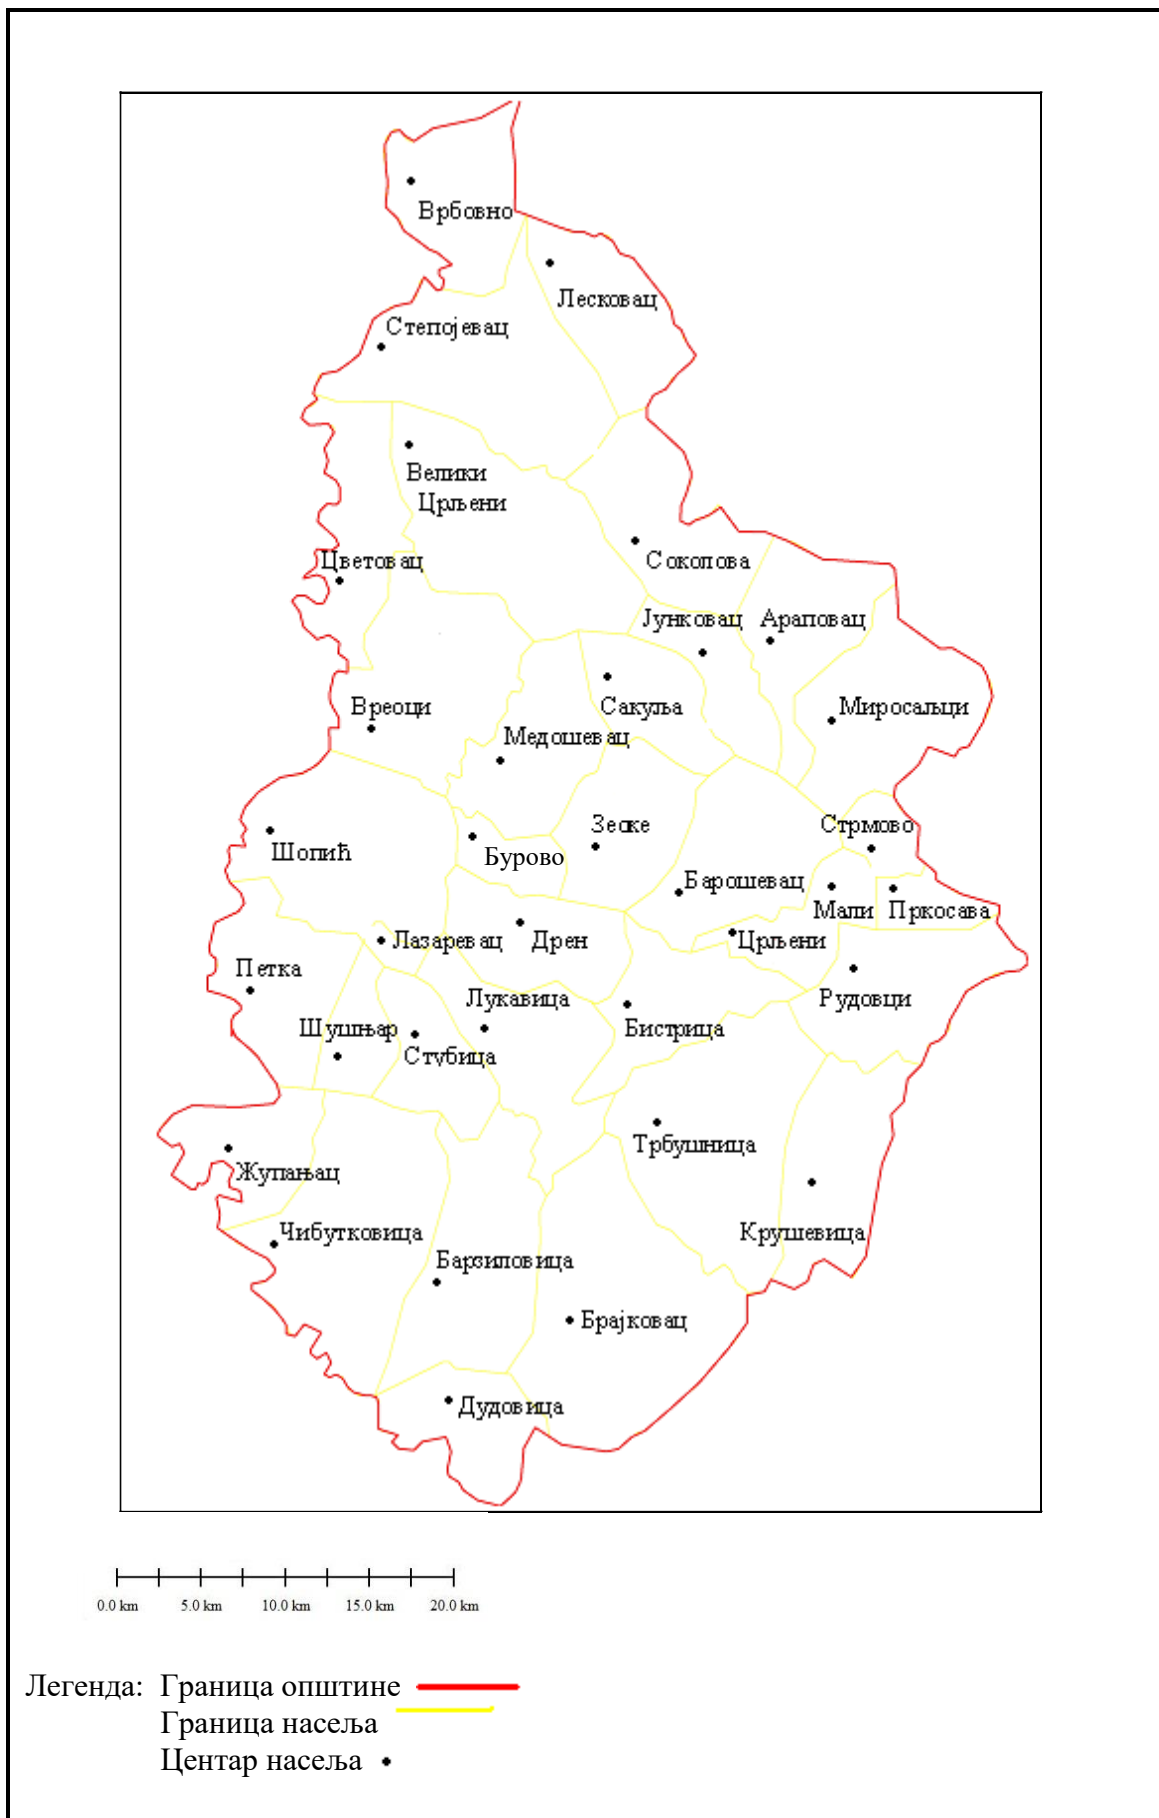 Врбовно
Лесковац
Степојевац
Велики
Црљени
Соколова
Цветовац
Јунковац
Араповац
Сакуља
Миросаљци
Вреоци
Медошевац
Зеоке
Стрмово
Шопић
Бурово
Барошевац
Мали
Пркосава
Лазаревац
Дрен
Црљени
Петка
Лукавица
Рудовци
Шушњар
Стубица
Бистрица
Трбушница
Жупањац
Чибутковица
Крушевица
Барзиловица
Брајковац
Дудовица
0.0 km 5.0 km 10.0 km 15.0 km 20.0 km
Легенда: Граница општине
Граница насеља
Центар насеља